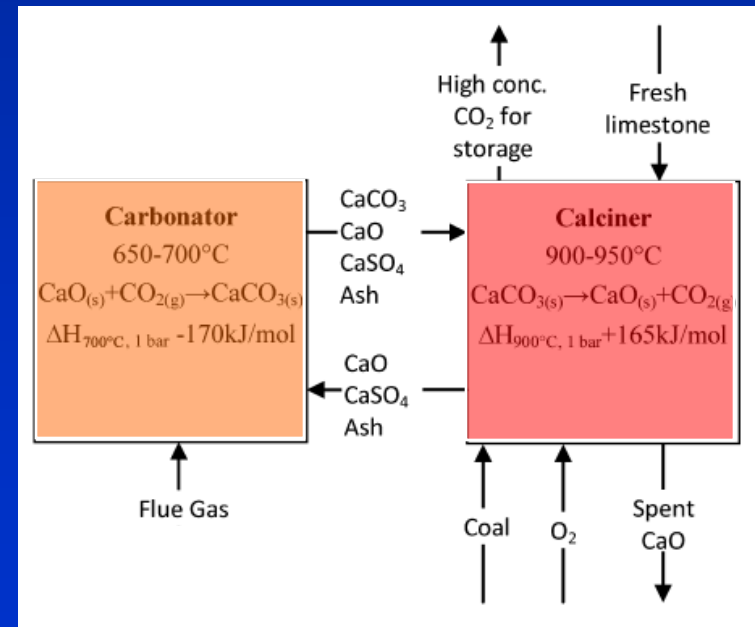 High conc.
CO₂ for
storage
Fresh
limestone
Carbonator
650-700°C
CaO(s)+CO2(g)→CaCO3(s)
ΔH700°C, 1 bar -170kJ/mol
CaCO₃
CaO
CaSO₄
Ash
Calciner
900-950°C
CaCO3(s)→CaO(s)+CO2(g
ΔH900°C, 1 bar+165kJ/mol
CaO
CaSO₄
Ash
Flue Gas
Coal
O₂
Spent
CaO